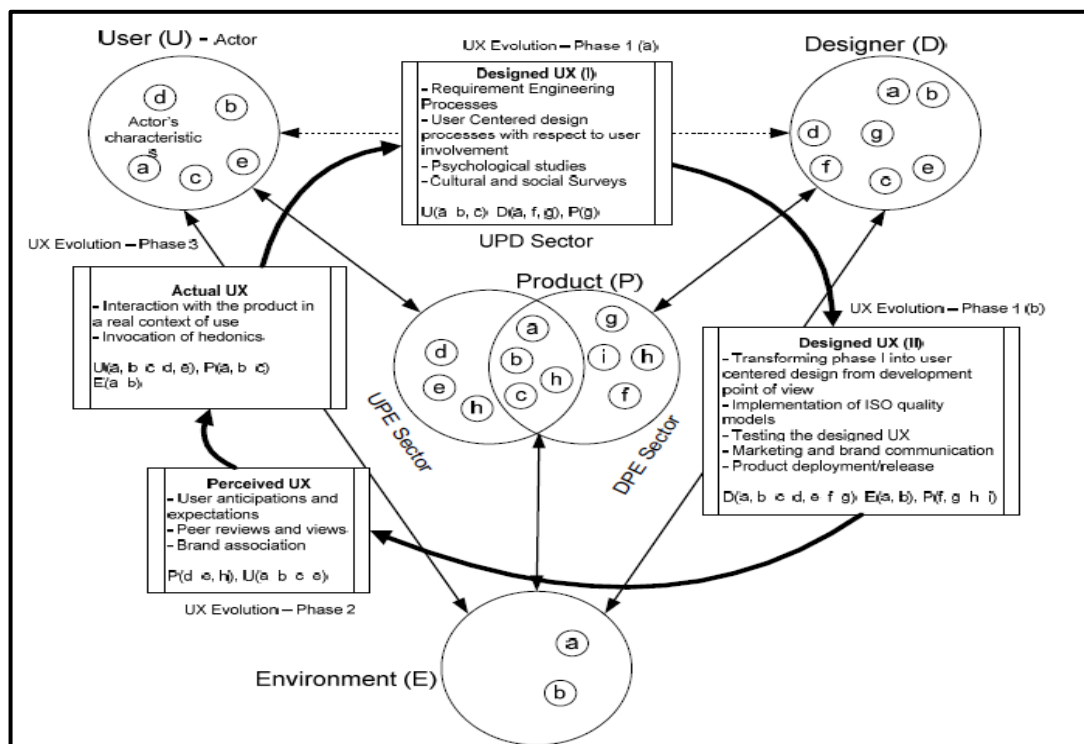 User (U) - Actor
UX Evolution – Phase 1 (a)
Designer (D)
d
b
Actor's
characteristic
s
a
c
e
Designed UX (I)
- Requirement Engineering
Processes
- User Centered design
processes with respect to user
involvement
- Psychological studies
- Cultural and social Surveys
U(a b, c) D(a, f, g), P(g)
UPD Sector
a
b
d
g
f
c
e
UX Evolution – Phase 3
Actual UX
- Interaction with the product in
a real context of use
- Invocation of hedonics
U(a, b c d, e), P(a, b c)
E(a b)
Product (P)
d
e
h
a
b
h
c
g
i
h
f
UPE Sector
DPE Sector
UX Evolution – Phase 1 (b)
Designed UX (II)
- Transforming phase I into user
centered design from development
point of view
- Implementation of ISO quality
models
- Testing the designed UX
- Marketing and brand communication
- Product deployment/release
D(a, b c d, e f g) E(a, b), P(f, g h i)
Perceived UX
- User anticipations and
expectations
- Peer reviews and views
- Brand association
P(d e, h), U(a b c e)
UX Evolution – Phase 2
Environment (E)
a
b